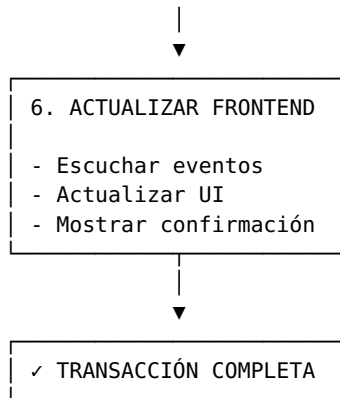 6. ACTUALIZAR FRONTEND
- Escuchar eventos
- Actualizar UI
- Mostrar confirmación
✓ TRANSACCIÓN COMPLETA